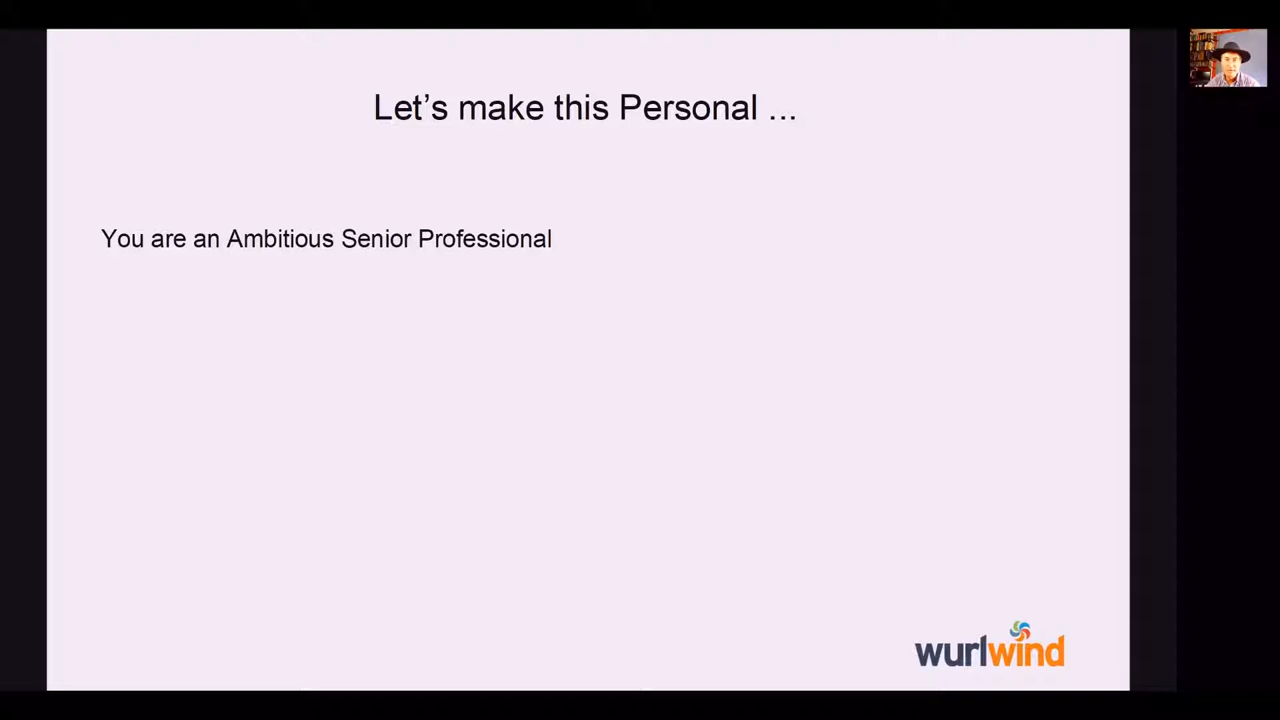 Let's make this Personal ...
You are an Ambitious Senior Professional
wurlwind